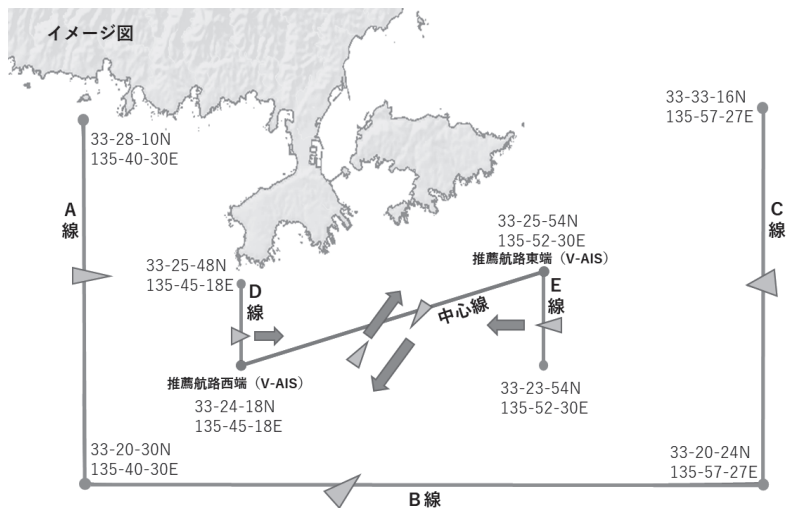 イメージ図
33-33-16N
135-57-27E
33-28-10N
135-40-30E
A
線
C
線
33-25-54N
135-52-30E
推薦航路東端（V-AIS）
33-25-48N
135-45-18E
D
線
E
線
中心線
推薦航路西端（V-AIS）
33-24-18N
135-45-18E
33-23-54N
135-52-30E
33-20-30N
135-40-30E
33-20-24N
135-57-27E
B線